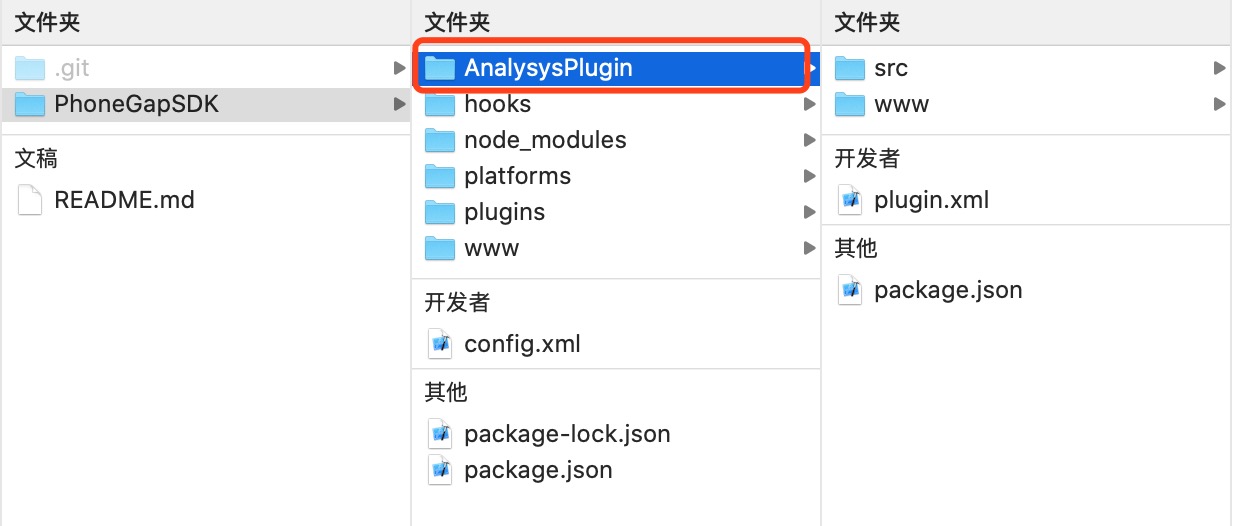 文件夹
.git
PhoneGapSDK
文稿
README.md
文件夹
AnalysysPlugin
hooks
node_modules
platforms
plugins
www
开发者
config.xml
其他
package-lock.json
package.json
文件夹
src
www
开发者
plugin.xml
其他
package.json